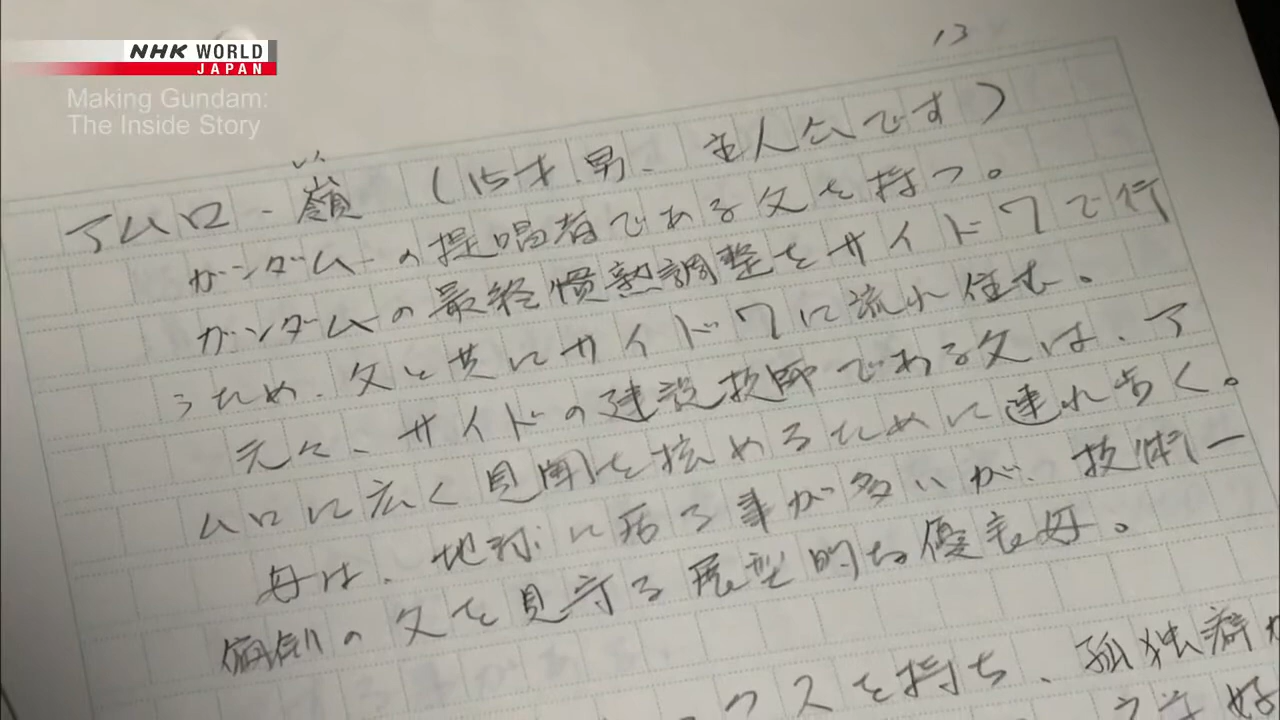 NHK WORLD
JAPAN
Making Gundam:
The Inside Story
13
れい
アムロ・嶺 (15才.男、主人公です)
ガンダムの提唱者である父を持つ。
ガンダムの最終慣熟調整をサイド7で行
うため、父と共にサイド7に流れ住む。
元々、サイドの建設技師である父は、ア
ムロに広く見聞を拡めるために連れ歩く。
母は、地球に居る事が多いが、技術一
の父を見守る 型的な優良母。
クスを持ち、孤独癖が
好